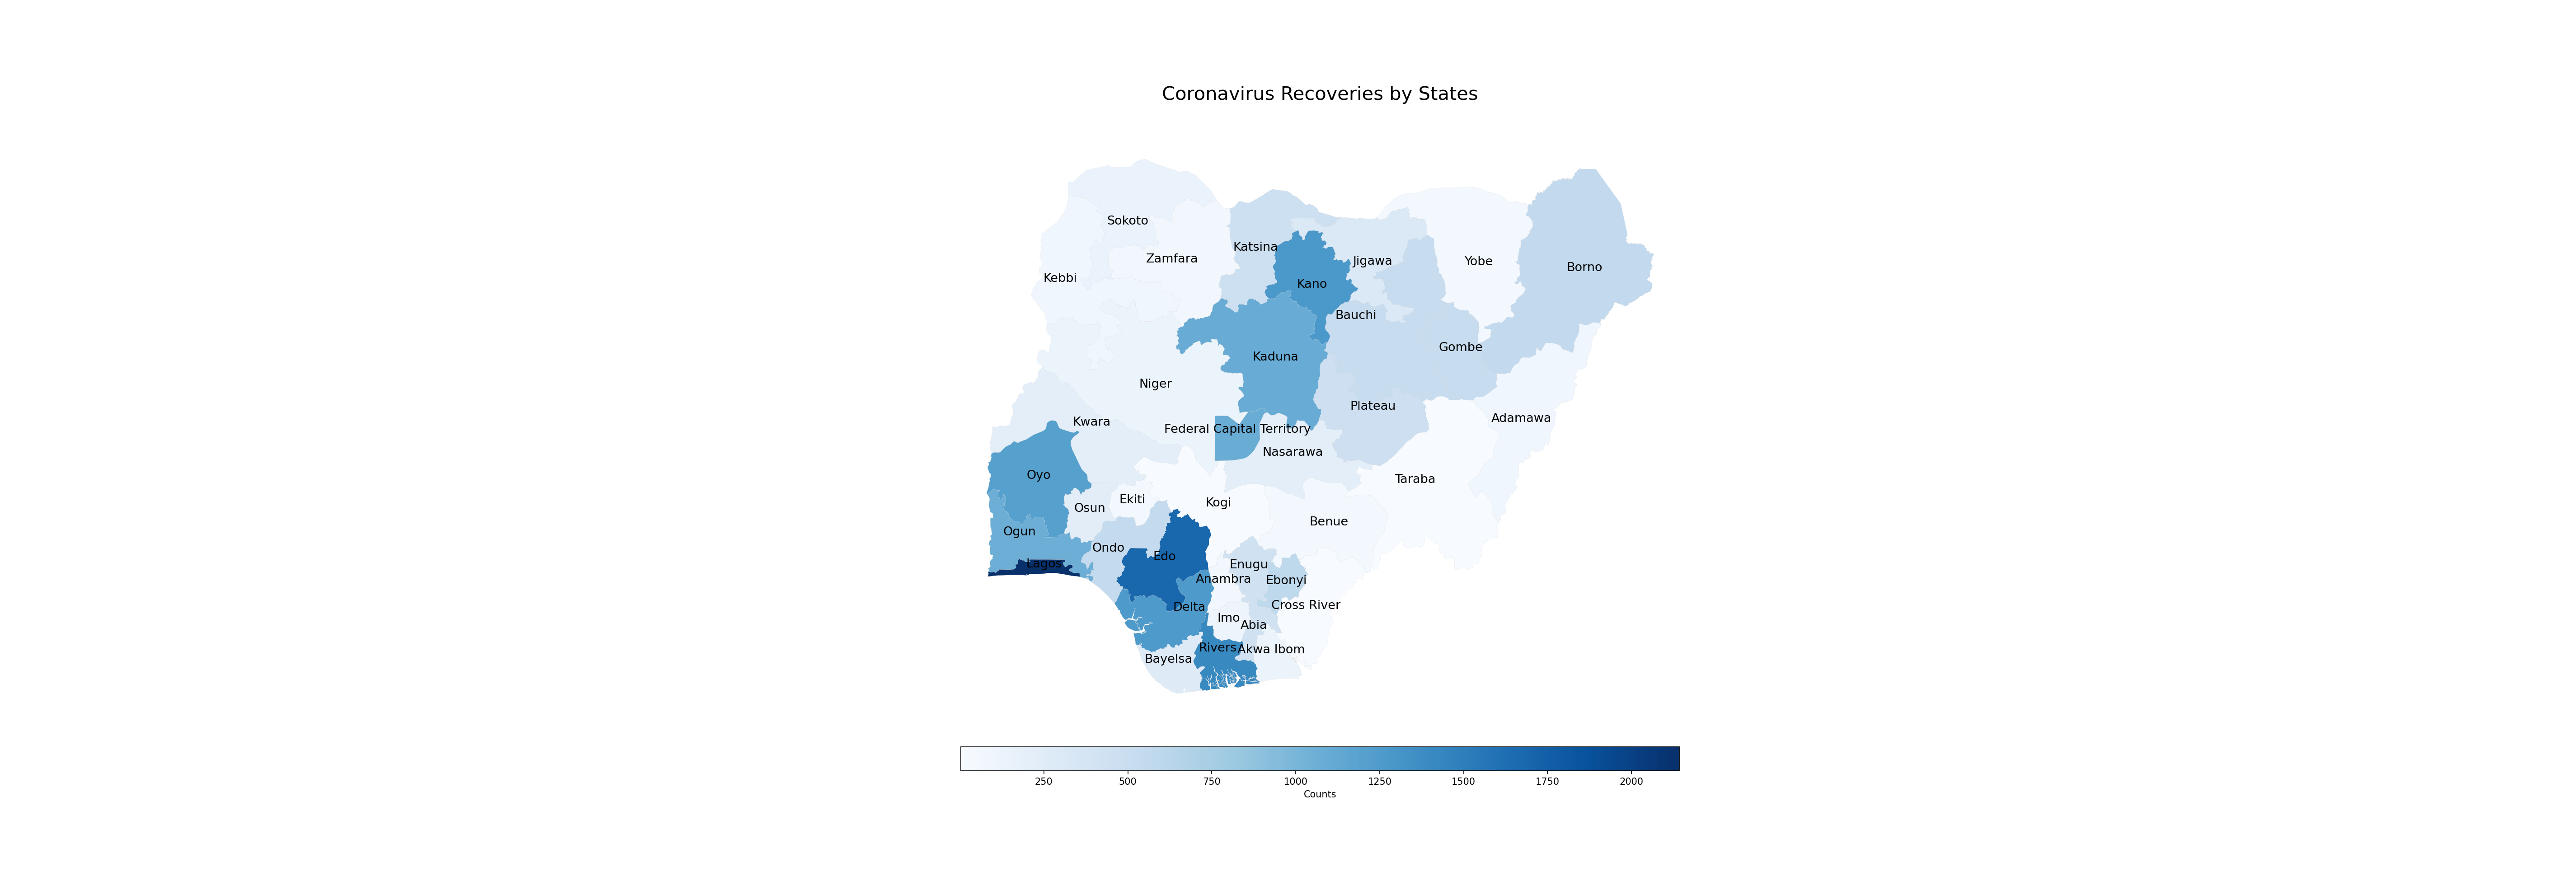 Coronavirus Recoveries by States
Sokoto
Katsina
Zamfara
Jigawa
Yobe
Borno
Kebbi
Kano
Bauchi
Gombe
Kaduna
Niger
Plateau
Adamawa
Kwara
Federal Capital Territory
Nasarawa
Oyo
Taraba
Ekiti
Kogi
Osun
Benue
Ogun
Ondo
Edo
Lagos
Enugu
Anambra
Ebonyi
Delta
Cross River
Imo
Abia
Rivers
Akwa Ibom
Bayelsa
250 500 750 1000 1250 1500 1750 2000
Counts